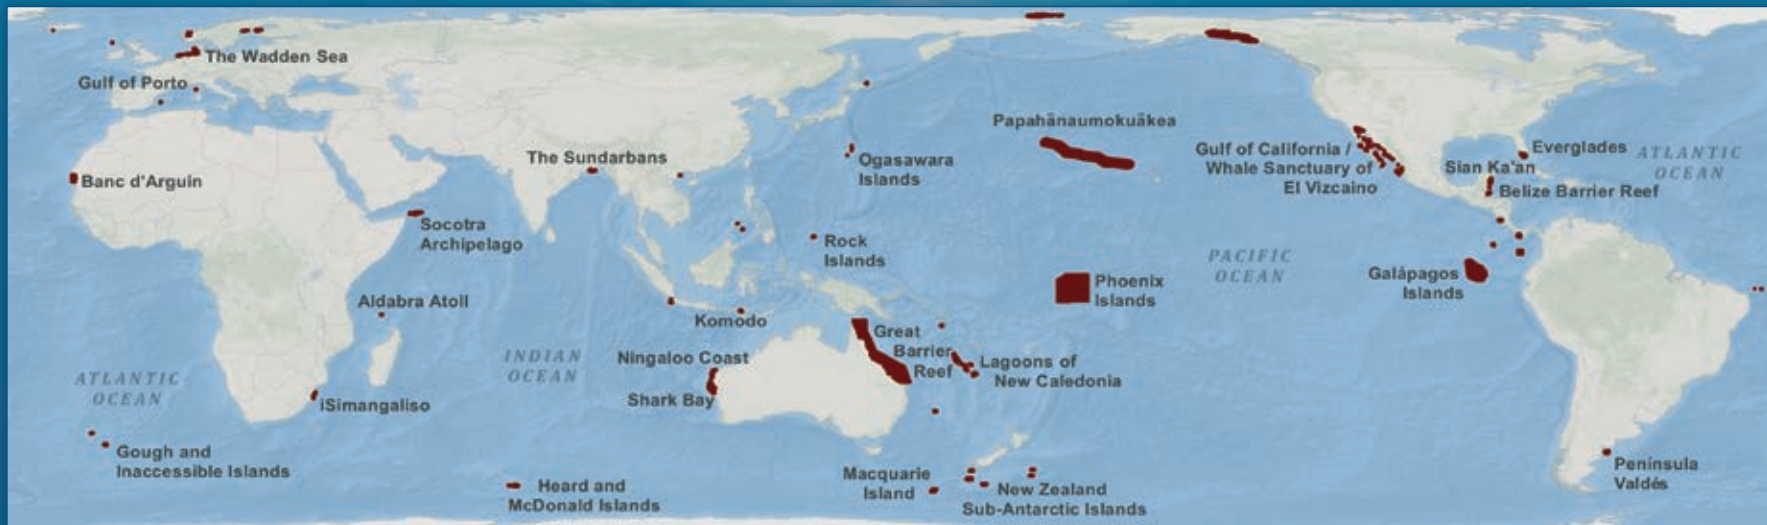 The Wadden Sea
Gulf of Porto
Papahānaumokuākea
The Sundarbans
Ogasawara
Islands
Gulf of California /
Whale Sanctuary of
El Vizcaino
Everglades
Sian Ka'an
ATLANTIC
OCEAN
Banc d'Arguin
Belize Barrier Reef
Socotra
Archipelago
Rock
Islands
PACIFIC
OCEAN
Phoenix
Islands
Galápagos
Islands
Aldabra Atoll
Komodo
Great
Barrier
Reef
INDIAN
OCEAN
Ningaloo Coast
Lagoons of
New Caledonia
ATLANTIC
OCEAN
iSimangaliso
Shark Bay
Gough and
Inaccessible Islands
Heard and
McDonald Islands
Macquarie
Island
New Zealand
Sub-Antarctic Islands
Península
Valdés